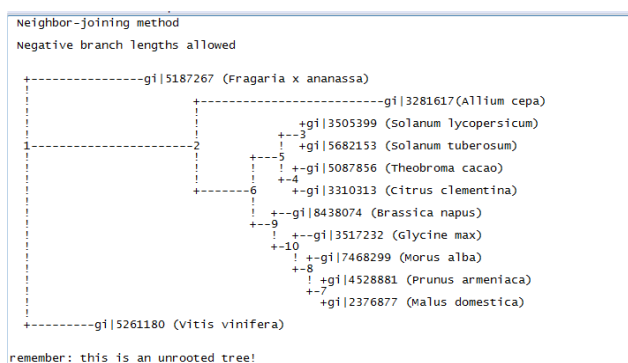 Neighbor-joining method
Negative branch lengths allowed
gi|5187267 (Fragaria x ananassa)
gi|3281617(Allium cepa)
gi|3505399 (Solanum lycopersicum)
3
1 2 gi|5682153 (Solanum tuberosum)
5
gi|5087856 (Theobroma cacao)
4
6 gi|3310313 (Citrus clementina)
gi|8438074 (Brassica napus)
9
gi|3517232 (Glycine max)
10
gi|7468299 (Morus alba)
8
gi|4528881 (Prunus armeniaca)
7
gi|2376877 (Malus domestica)
gi|5261180 (Vitis vinifera)
remember: this is an unrooted tree!